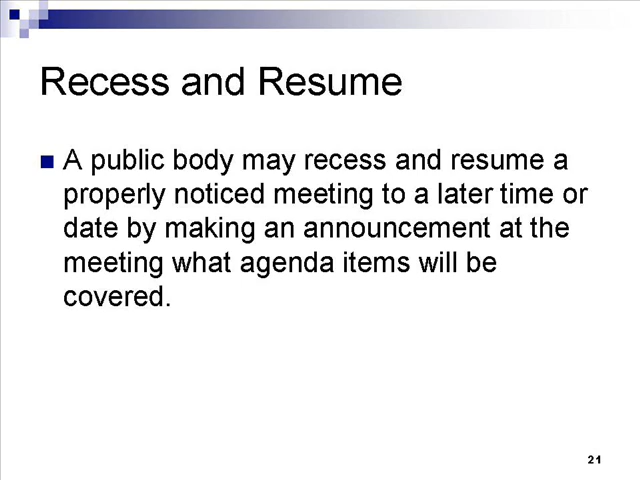 Recess and Resume
■ A public body may recess and resume a
properly noticed meeting to a later time or
date by making an announcement at the
meeting what agenda items will be
covered.
21